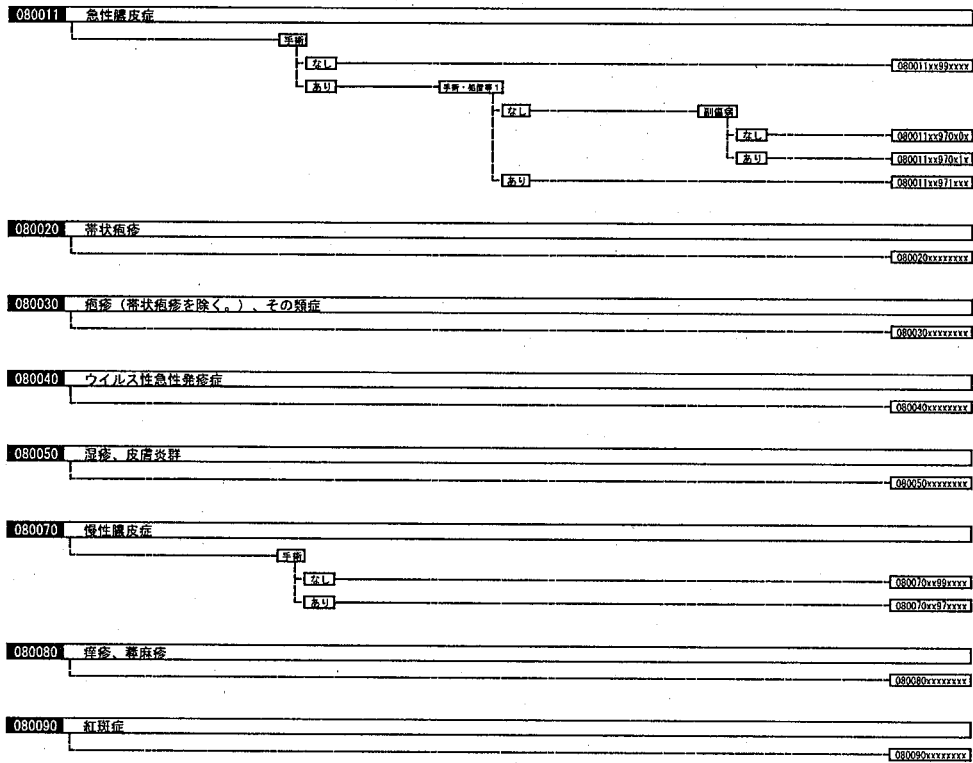 080011 急性膿皮症
手術
なし 080011xx99xxxx
あり 手術・処置等1
なし 副傷病
なし 080011xx970x0x
あり 080011xx970x1x
あり 080011xx971xxx
080020 帯状疱疹
080020xxxxxxxx
080030 疱疹（帯状疱疹を除く。）、その類症
080030xxxxxxxx
080040 ウイルス性急性発疹症
080040xxxxxxxx
080050 湿疹、皮膚炎群
080050xxxxxxxx
080070 慢性膿皮症
手術
なし 080070xx99xxxx
あり 080070xx97xxxx
080080 痒疹、蕁麻疹
080080xxxxxxxx
080090 紅斑症
080090xxxxxxxx